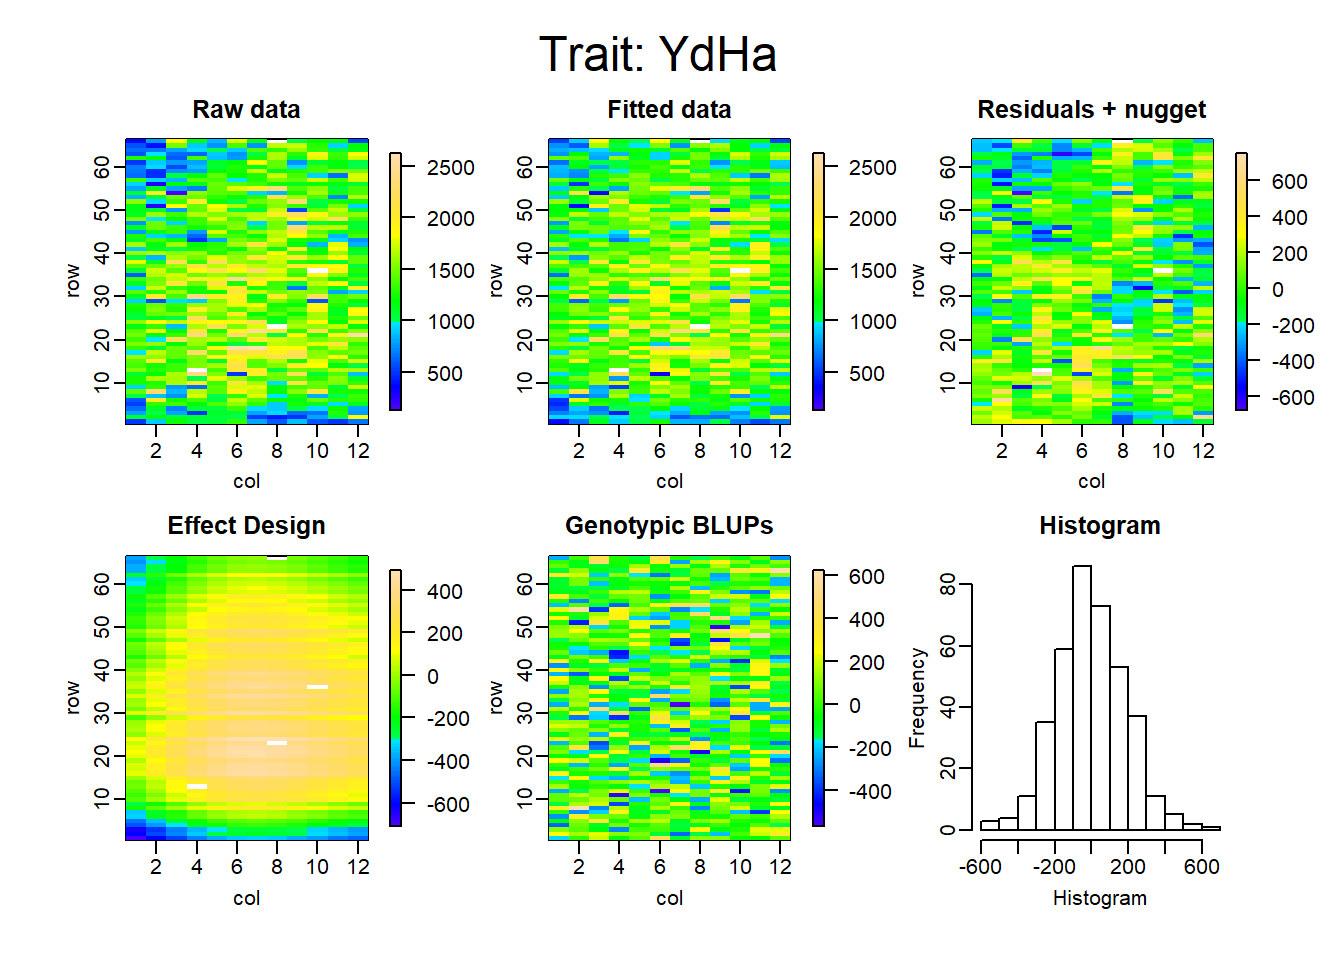 Trait: YdHa
Raw data
Fitted data
Residuals + nugget
row
10 20 30 40 50 60
2 4 6 8 10 12
col
2500
2000
1500
1000
500
row
10 20 30 40 50 60
2 4 6 8 10 12
col
2500
2000
1500
1000
500
row
10 20 30 40 50 60
2 4 6 8 10 12
col
600
400
200
0
-200
-400
-600
Effect Design
Genotypic BLUPs
Histogram
row
10 20 30 40 50 60
2 4 6 8 10 12
col
400
200
0
-200
-400
-600
row
10 20 30 40 50 60
2 4 6 8 10 12
col
600
400
200
0
-200
-400
Frequency
0 20 40 60 80
-600 -200 200 600
Histogram